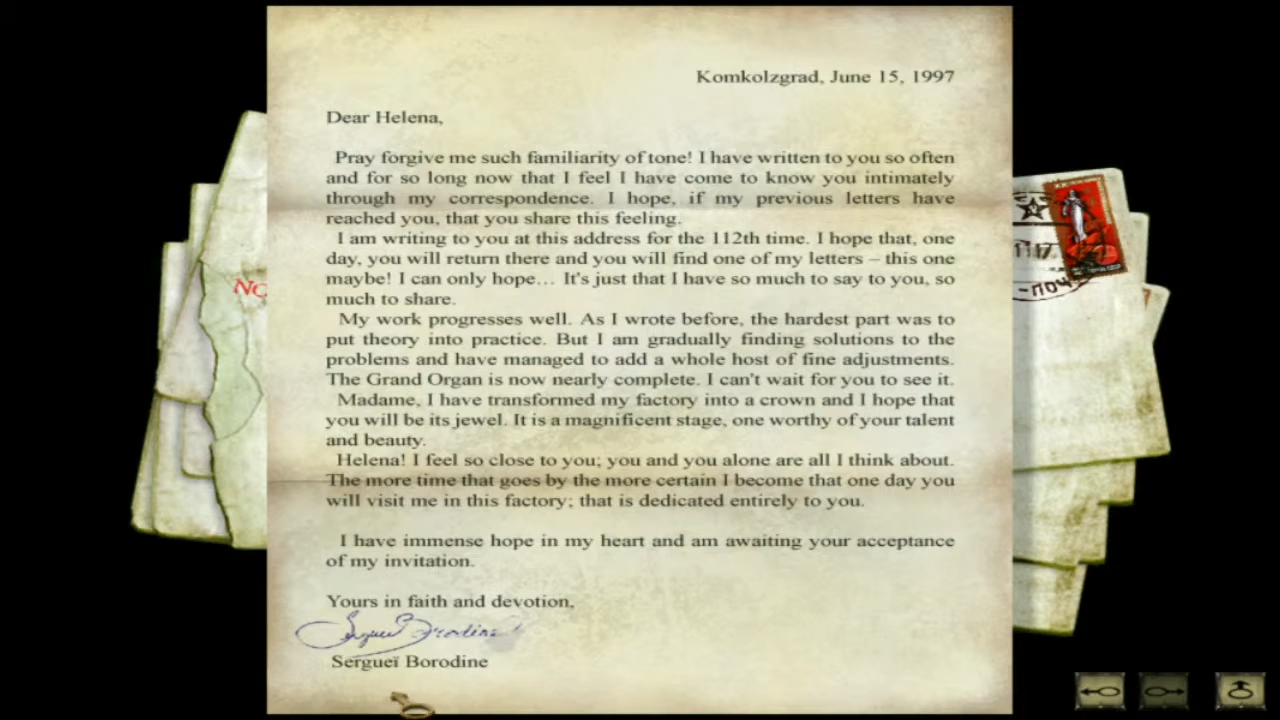 Komkolzgrad, June 15, 1997
Dear Helena,
Pray forgive me such familiarity of tone! I have written to you so often
and for so long now that I feel I have come to know you intimately
through my correspondence. I hope, if my previous letters have
reached you, that you share this feeling.
I am writing to you at this address for the 112th time. I hope that, one
day, you will return there and you will find one of my letters – this one
maybe! I can only hope… It's just that I have so much to say to you, so
much to share.
My work progresses well. As I wrote before, the hardest part was to
put theory into practice. But I am gradually finding solutions to the
problems and have managed to add a whole host of fine adjustments.
The Grand Organ is now nearly complete. I can't wait for you to see it.
Madame, I have transformed my factory into a crown and I hope that
you will be its jewel. It is a magnificent stage, one worthy of your talent
and beauty.
Helena! I feel so close to you; you and you alone are all I think about.
The more time that goes by the more certain I become that one day you
will visit me in this factory; that is dedicated entirely to you.
I have immense hope in my heart and am awaiting your acceptance
of my invitation.
Yours in faith and devotion,
Serguei Borodine
Sergueï Borodine
NO